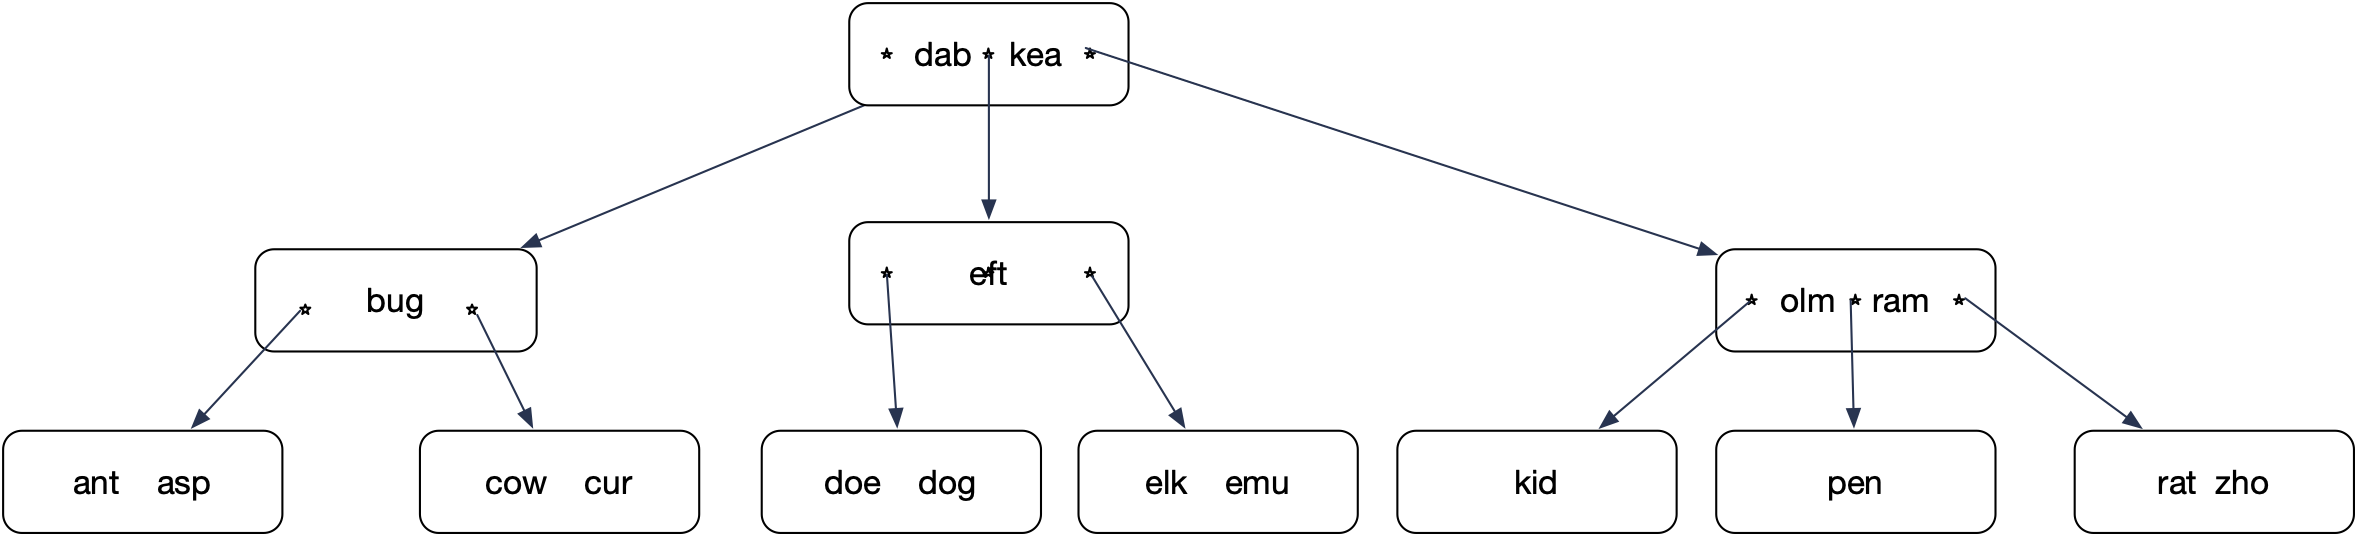 dab kea
bug
eft
olm ram
ant asp
cow cur
doe dog
elk emu
kid
pen
rat zho